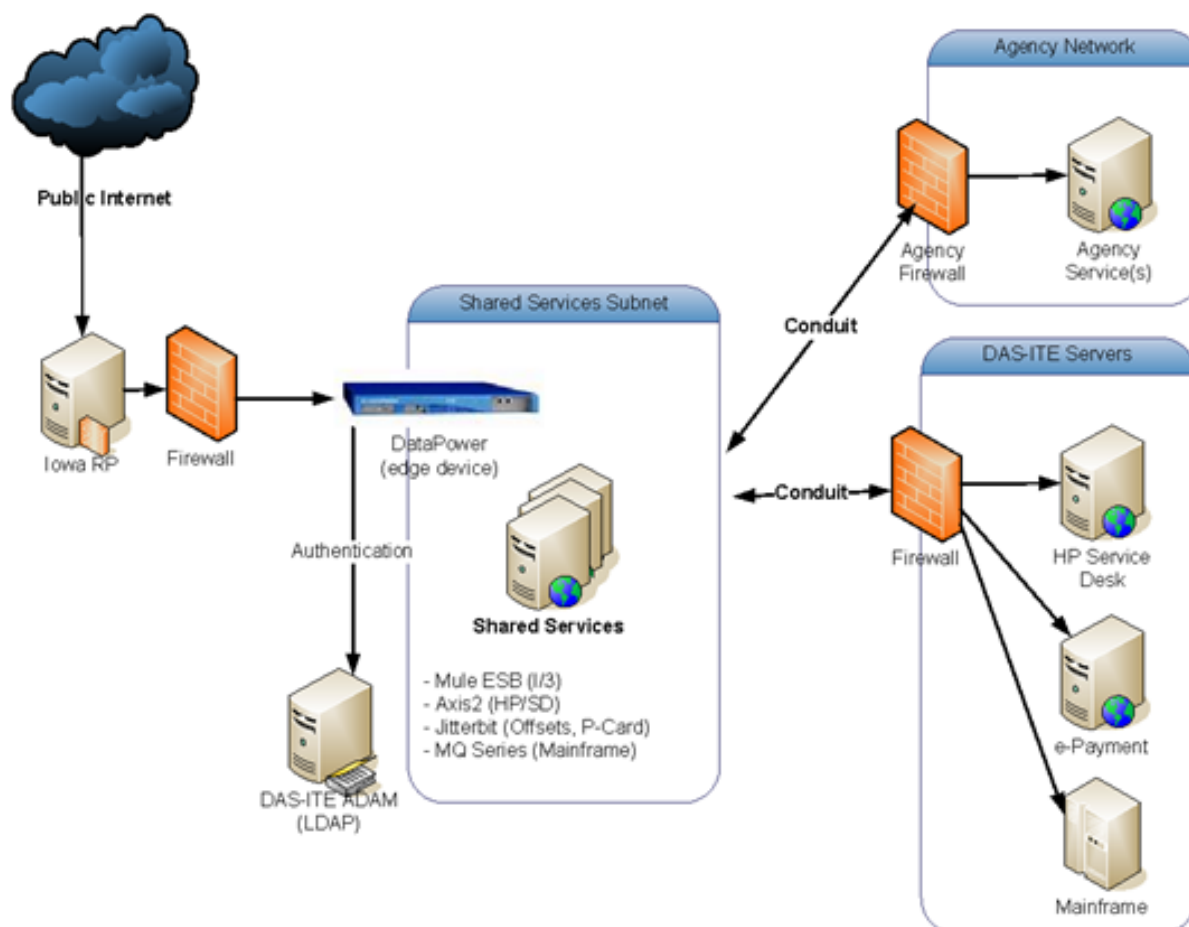 Public Internet
Iowa RP
Firewall
Shared Services Subnet
DataPower
(edge device)
Authentication
DAS-ITE ADAM
(LDAP)
Shared Services
- Mule ESB (I/3)
- Axis2 (HP/SD)
- Jitterbit (Offsets, P-Card)
- MQ Series (Mainframe)
Conduit
Conduit
Agency Network
Agency
Firewall
Agency
Service(s)
DAS-ITE Servers
Firewall
HP Service
Desk
e-Payment
Mainframe